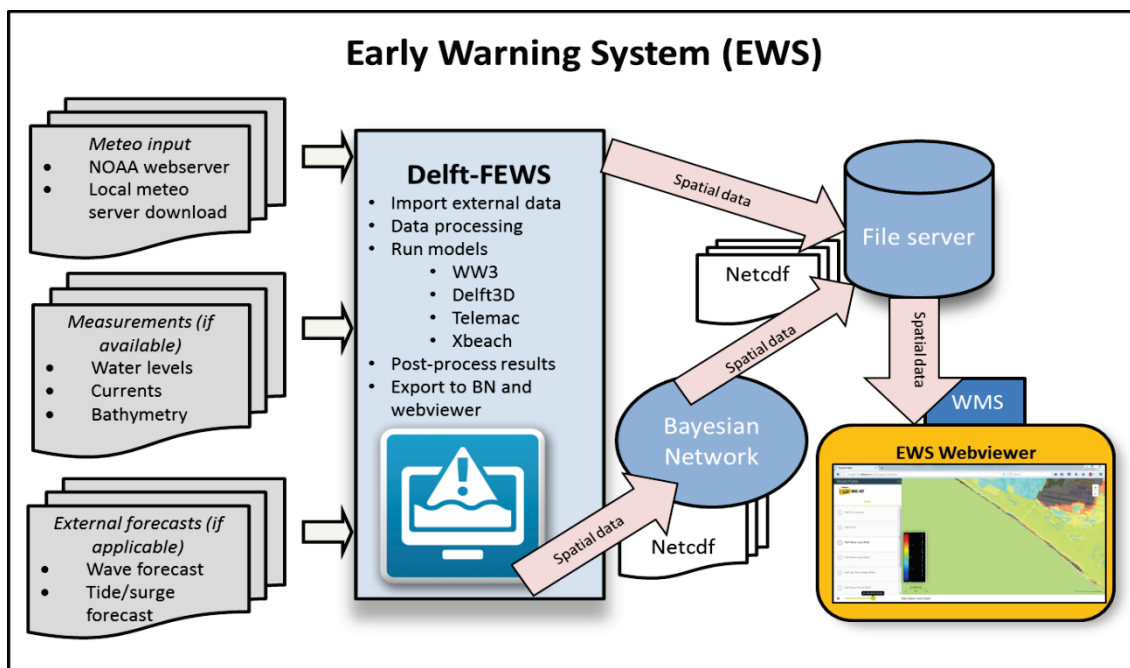 Early Warning System (EWS)
Meteo input
• NOAA webserver
• Local meteo
server download
Measurements (if
available)
• Water levels
• Currents
• Bathymetry
External forecasts (if
applicable)
• Wave forecast
• Tide/surge
forecast
Delft-FEWS
• Import external data
• Data processing
• Run models
• WW3
• Delft3D
• Telemac
• Xbeach
• Post-process results
• Export to BN and
webviewer
Spatial data
File server
Netcdf
Spatial data
Spatial data
Bayesian
Network
Spatial data
Netcdf
WMS
EWS Webviewer